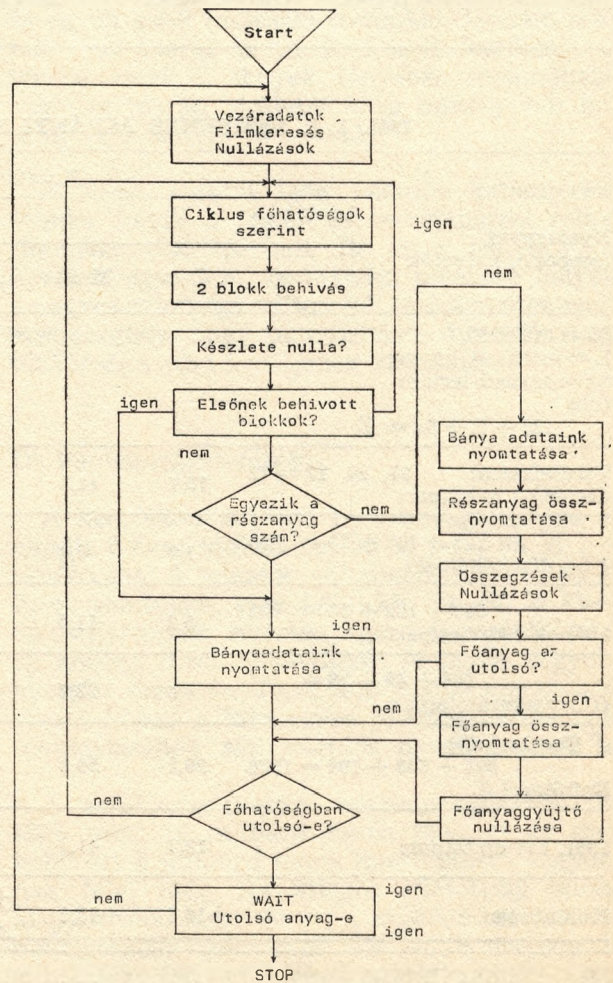 Start
Vezéradatok
Filmkeresés
Nullázások
Ciklus főhatóságok
szerint
igen
2 blokk behivás
nem
Készlete nulla?
igen
Elsőnek behivott
blokkok?
nem
Egyezik a
részanyag
szám?
nem
Bánya adataink
nyomtatása
Részanyag össz-
nyomtatása
Összegzések
Nullázások
igen
Bányaadataink
nyomtatása
Főanyag az
utolsó?
nem
igen
Főanyag össz-
nyomtatása
nem
Főhatóságban
utolsó-e?
Főanyaggyüjtő
nullázása
nem
WAIT
Utolsó anyag-e
igen
igen
STOP